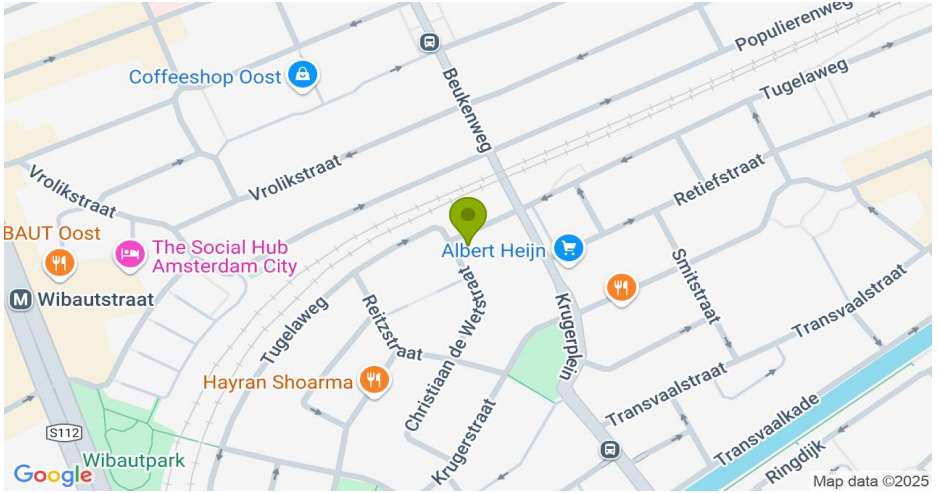 Populierenweg
Coffeeshop Oost
Beukenweg
Tugelaweg
Vrolikstraat
Vrolikstraat
Retiefstraat
BAUT Oost
The Social Hub
Amsterdam City
Albert Heijn
Wibautstraat
M
Tugelaweg
Reitzstraat
Christiaan de Wetstraat
Krugerplein
Smitstraat
Transvaalstraat
Hayran Shoarma
Transvaalstraat
Krugerstraat
Transvaalkade
S112
Wibautpark
Ringdijk
Google
Map data ©2025